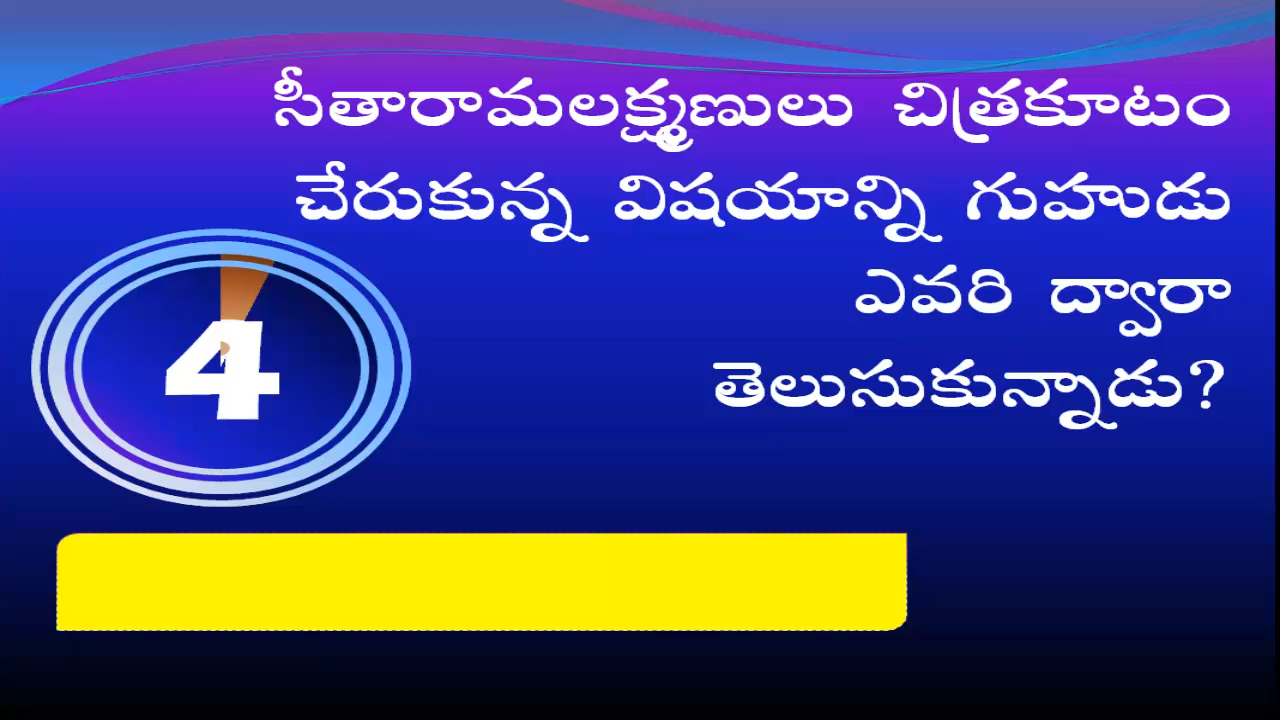 సీతారామలక్ష్మణులు చిత్రకూటం
చేరుకున్న విషయాన్ని గుహుడు
ఎవరి ద్వారా
తెలుసుకున్నాడు?
4